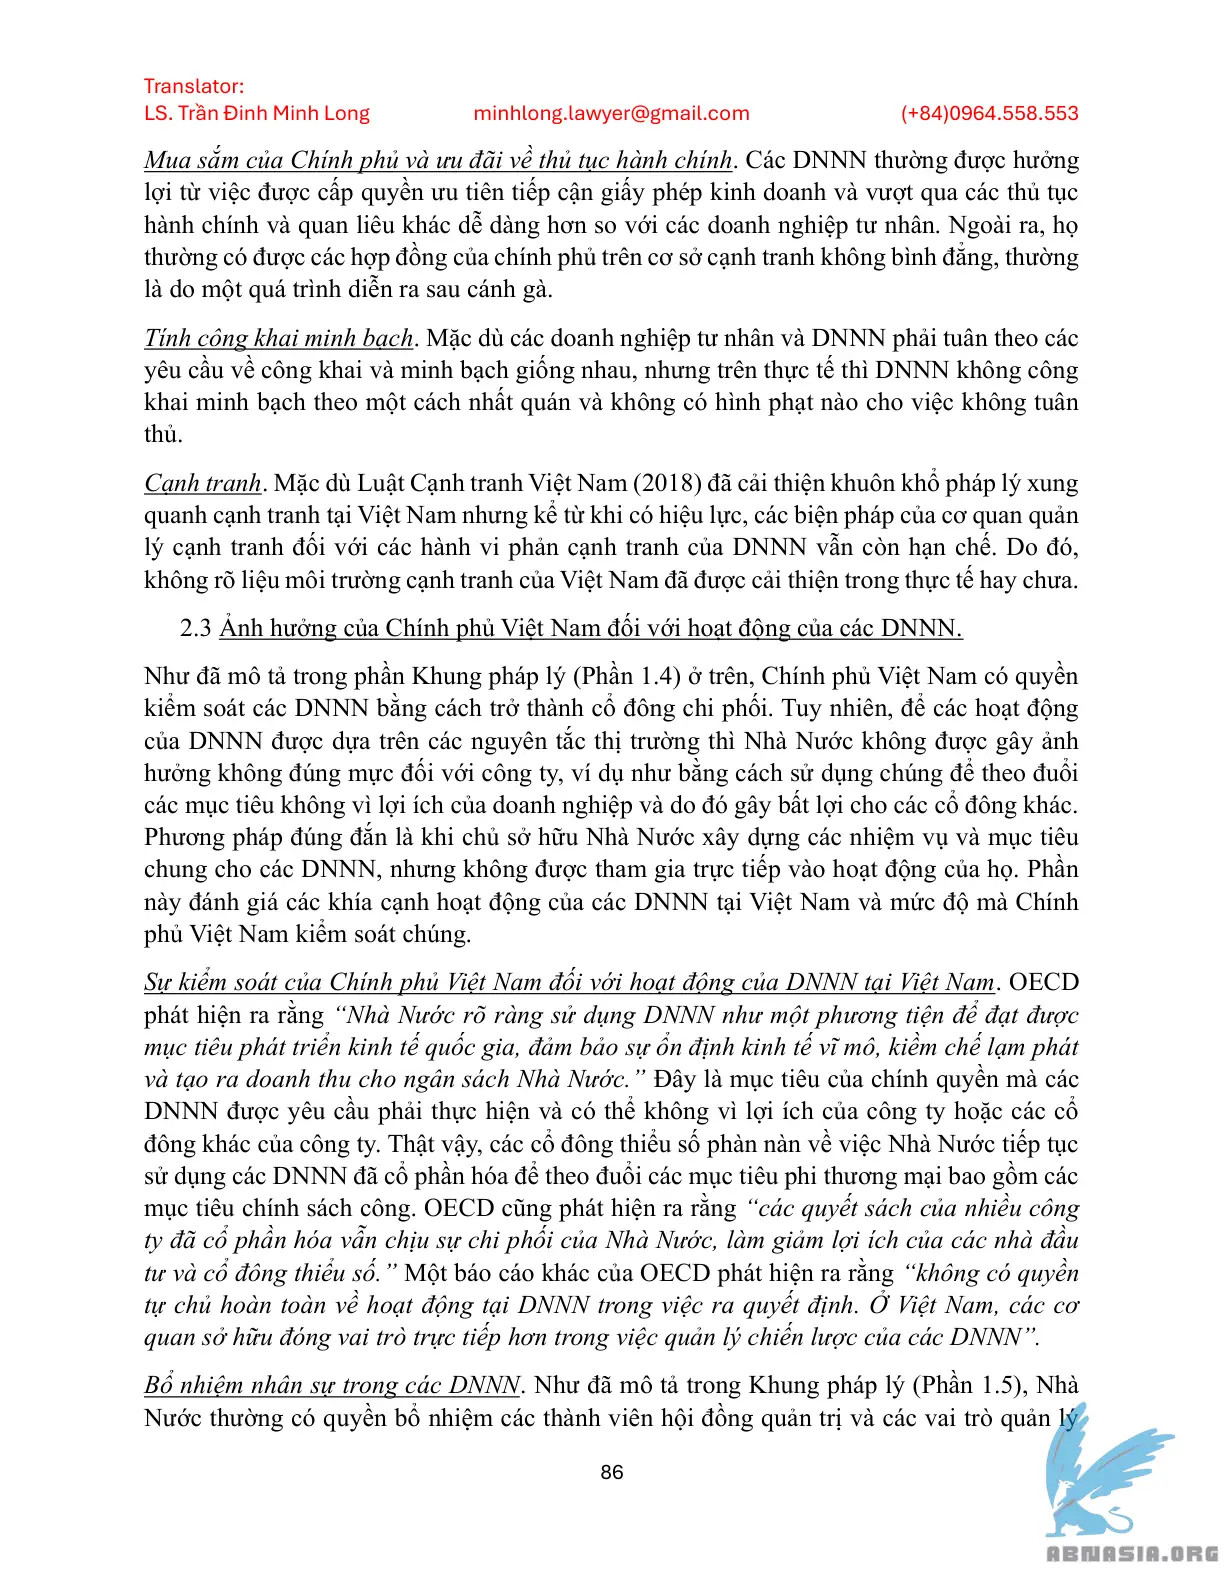 Translator:
LS. Trần Đình Minh Long minhlong.lawyer@gmail.com (+84)0964.558.553
Mua sắm của Chính phủ và ưu đãi về thủ tục hành chính. Các DNNN thường được hưởng
lợi từ việc được cấp quyền ưu tiên tiếp cận giấy phép kinh doanh và vượt qua các thủ tục
hành chính và quan liêu khác dễ dàng hơn so với các doanh nghiệp tư nhân. Ngoài ra, họ
thường có được các hợp đồng của chính phủ trên cơ sở cạnh tranh không bình đẳng, thường
là do một quá trình diễn ra sau cánh gà.
Tính công khai minh bạch. Mặc dù các doanh nghiệp tư nhân và DNNN phải tuân theo các
yêu cầu về công khai và minh bạch giống nhau, nhưng trên thực tế thì DNNN không công
khai minh bạch theo một cách nhất quán và không có hình phạt nào cho việc không tuân
thủ.
Cạnh tranh. Mặc dù Luật Cạnh tranh Việt Nam (2018) đã cải thiện khuôn khổ pháp lý xung
quanh cạnh tranh tại Việt Nam nhưng kể từ khi có hiệu lực, các biện pháp của cơ quan quản
lý cạnh tranh đối với các hành vi phản cạnh tranh của DNNN vẫn còn hạn chế. Do đó,
không rõ liệu môi trường cạnh tranh của Việt Nam đã được cải thiện trong thực tế hay chưa.
2.3 Ảnh hưởng của Chính phủ Việt Nam đối với hoạt động của các DNNN.
Như đã mô tả trong phần Khung pháp lý (Phần 1.4) ở trên, Chính phủ Việt Nam có quyền
kiểm soát các DNNN bằng cách trở thành cổ đông chi phối. Tuy nhiên, để các hoạt động
của DNNN được dựa trên các nguyên tắc thị trường thì Nhà Nước không được gây ảnh
hưởng không đúng mực đối với công ty, ví dụ như bằng cách sử dụng chúng để theo đuổi
các mục tiêu không vì lợi ích của doanh nghiệp và do đó gây bất lợi cho các cổ đông khác.
Phương pháp đúng đắn là khi chủ sở hữu Nhà Nước xây dựng các nhiệm vụ và mục tiêu
chung cho các DNNN, nhưng không được tham gia trực tiếp vào hoạt động của họ. Phần
này đánh giá các khía cạnh hoạt động của các DNNN tại Việt Nam và mức độ mà Chính
phủ Việt Nam kiểm soát chúng.
Sự kiểm soát của Chính phủ Việt Nam đối với hoạt động của DNNN tại Việt Nam. OECD
phát hiện ra rằng “Nhà Nước rõ ràng sử dụng DNNN như một phương tiện để đạt được
mục tiêu phát triển kinh tế quốc gia, đảm bảo sự ổn định kinh tế vĩ mô, kiềm chế lạm phát
và tạo ra doanh thu cho ngân sách Nhà Nước.” Đây là mục tiêu của chính quyền mà các
DNNN được yêu cầu phải thực hiện và có thể không vì lợi ích của công ty hoặc các cổ
đông khác của công ty. Thật vậy, các cổ đông thiểu số phàn nàn về việc Nhà Nước tiếp tục
sử dụng các DNNN đã cổ phần hóa để theo đuổi các mục tiêu phi thương mại bao gồm các
mục tiêu chính sách công. OECD cũng phát hiện ra rằng “các quyết sách của nhiều công
ty đã cổ phần hóa vẫn chịu sự chi phối của Nhà Nước, làm giảm lợi ích của các nhà đầu
tư và cổ đông thiểu số.” Một báo cáo khác của OECD phát hiện ra rằng “không có quyền
tự chủ hoàn toàn về hoạt động tại DNNN trong việc ra quyết định. Ở Việt Nam, các cơ
quan sở hữu đóng vai trò trực tiếp hơn trong việc quản lý chiến lược của các DNNN”.
Bổ nhiệm nhân sự trong các DNNN. Như đã mô tả trong Khung pháp lý (Phần 1.5), Nhà
Nước thường có quyền bổ nhiệm các thành viên hội đồng quản trị và các vai trò quản lý
86
ABNASIA.ORG